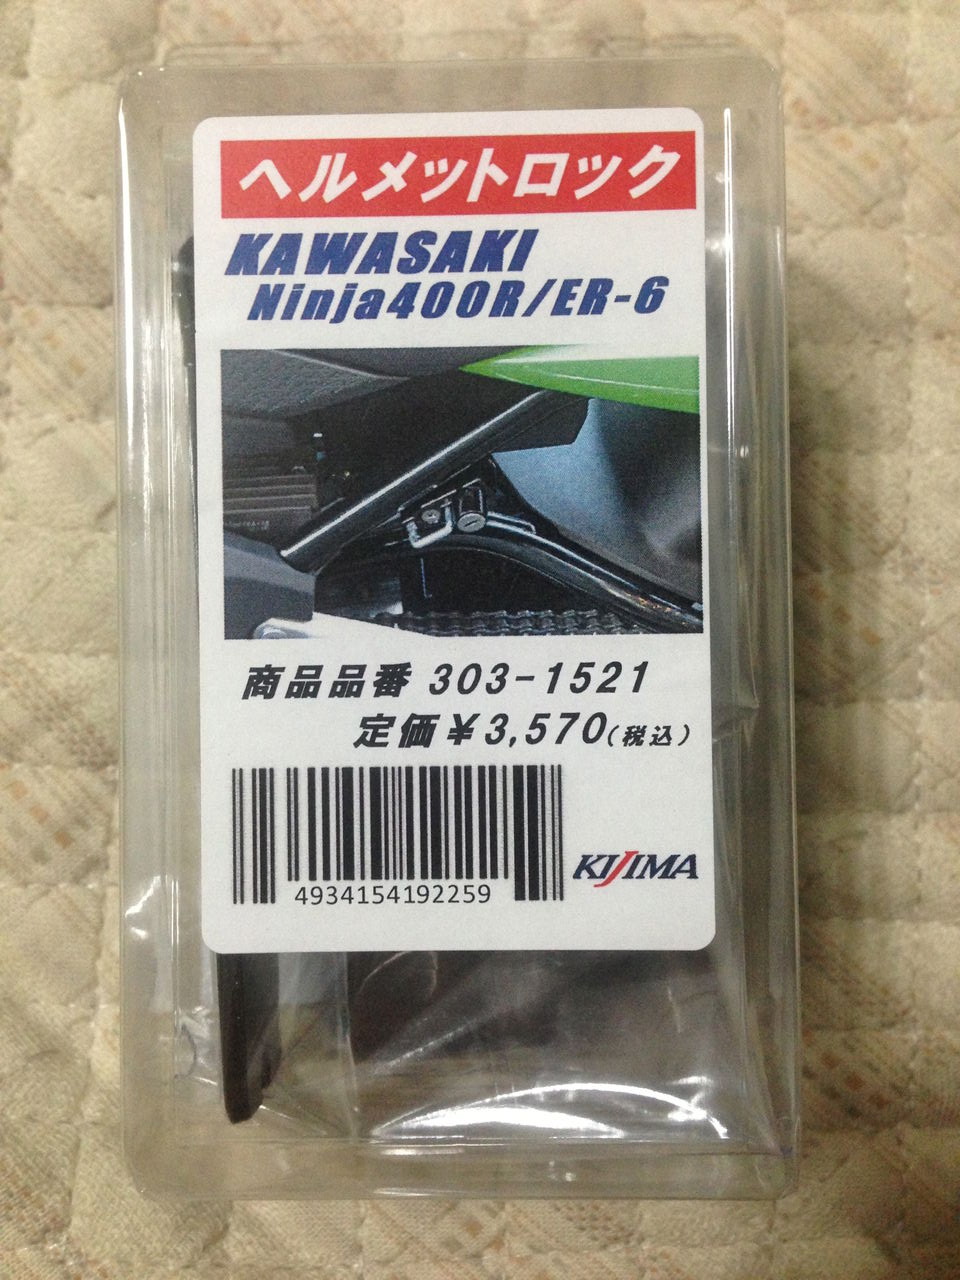 ヘルメットロック
KAWASAKI
Ninja400R/ER-6
商品品番 303-1521
定価¥3,570(税込)
4934154192259
KIJIMA